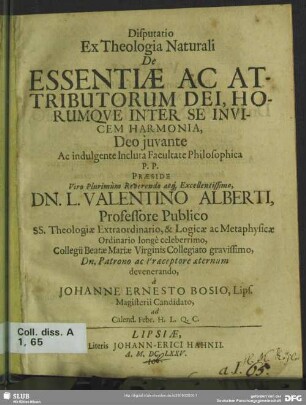 Disputatio
Ex Theologia Naturali
De
ESSENTIÆ AC AT-
TRIBUTORUM DEI, HO-
RUMQVE INTER SE INVI-
CEM HARMONIA,
Deo juvante
Ac indulgente Inclutâ Facultate Philosophica
P. P.
PRÆSIDE
Viro Plurimùm Reverendo atq; Excellentissimo,
DN. L. VALENTINO ALBERTI,
Professore Publico
SS. Theologiæ Extraordinario, & Logicæ ac Metaphysicæ
Ordinario longè celeberrimo,
Collegii Beatæ Mariæ Virginis Collegiato gravissimo,
Dn. Patrono ac Præceptore æternùm
devenerando,
à
JOHANNE ERNESTO BOSIO, Lips.
Magisterii Candidato,
ad
Calend. Febr. H. L. Q. C.
LIPSIÆ,
Literis JOHANN-ERICI HAHNII.
A. M. DC. LXXV.
Coll. diss. A
1, 65
SLUB